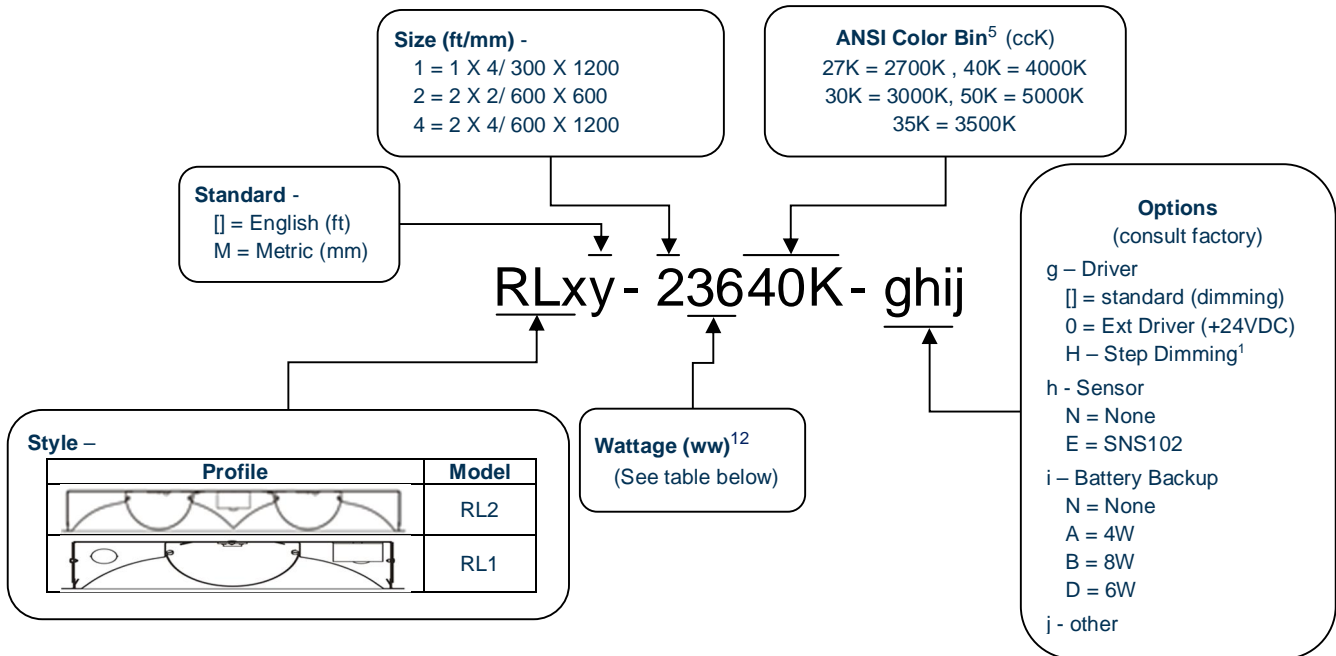 Size (ft/mm) -
1 = 1 X 4/ 300 X 1200
2 = 2 X 2/ 600 X 600
4 = 2 X 4/ 600 X 1200
ANSI Color Bin5 (ccK)
27K = 2700K , 40K = 4000K
30K = 3000K, 50K = 5000K
35K = 3500K
Standard -
[] = English (ft)
M = Metric (mm)
RLxy - 23640K - ghij
Options
(consult factory)
g – Driver
[] = standard (dimming)
0 = Ext Driver (+24VDC)
H – Step Dimming1
h - Sensor
N = None
E = SNS102
i – Battery Backup
N = None
A = 4W
B = 8W
D = 6W
j - other
Style –
Profile Model
RL2
RL1
Wattage (ww)12
(See table below)